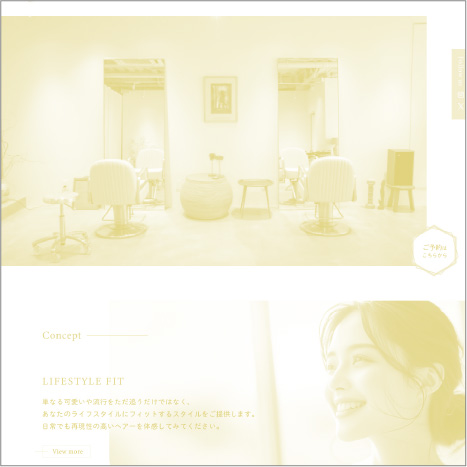 ご予約は
こちらから
Concept
LIFESTYLE FIT
単なる可愛いや流行をただ追うだけではなく、
あなたのライフスタイルにフィットするスタイルをご提供します。
日常でも再現性の高いヘアーを体感してみてください。
View more